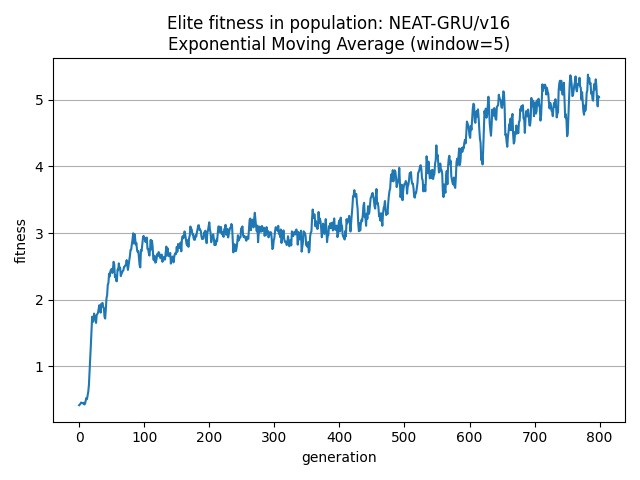 Elite fitness in population: NEAT-GRU/v16
Exponential Moving Average (window=5)
fitness
5
4
3
2
1
0 100 200 300 400 500 600 700 800
generation